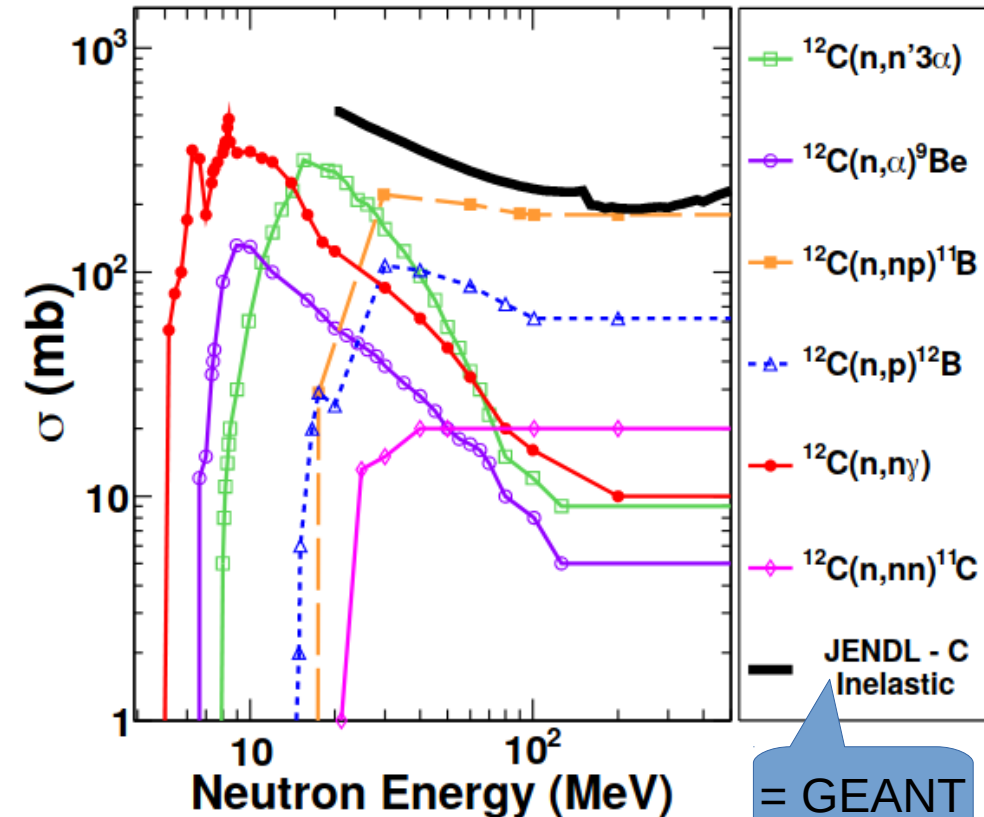 10³
10²
10
1
σ (mb)
10
10²
Neutron Energy (MeV)
¹²C(n,n’3α)
¹²C(n,α)⁹Be
¹²C(n,np)¹¹B
¹²C(n,p)¹²B
¹²C(n,nγ)
¹²C(n,nn)¹¹C
JENDL - C
Inelastic
= GEANT